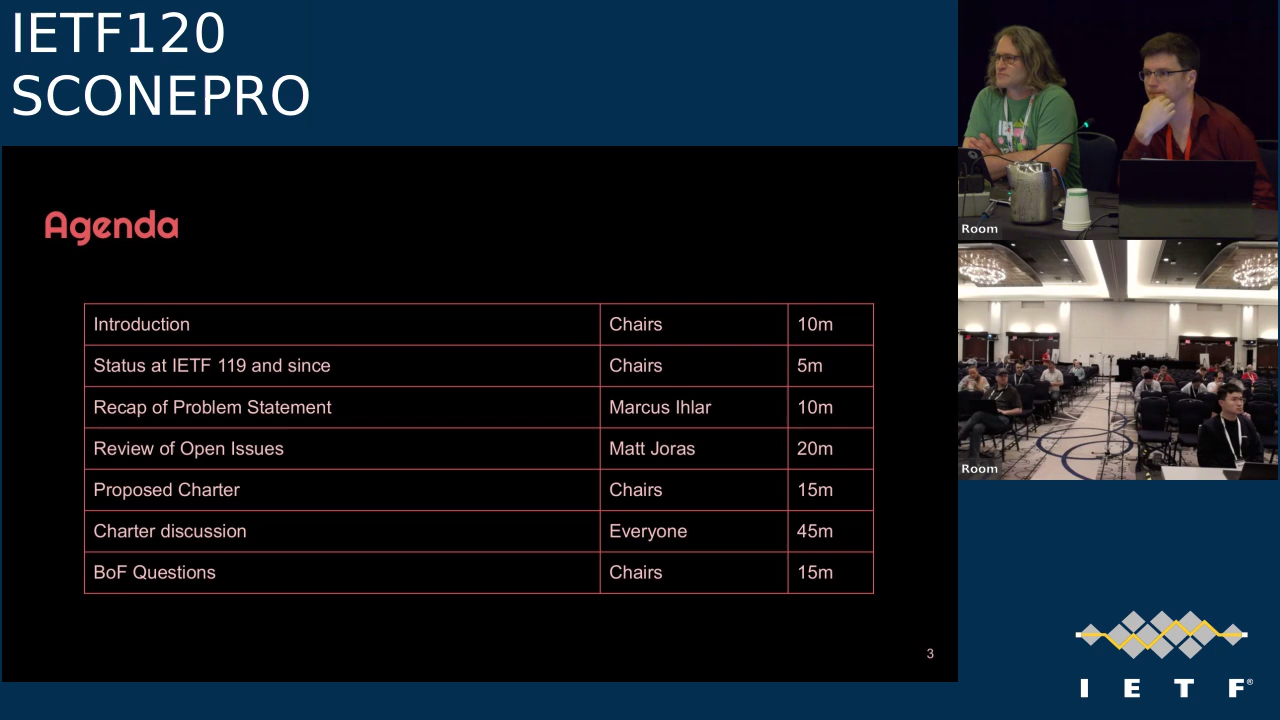 IETF120
SCONEPRO
Agenda
Introduction Chairs 10m
Status at IETF 119 and since Chairs 5m
Recap of Problem Statement Marcus Ihlar 10m
Review of Open Issues Matt Joras 20m
Proposed Charter Chairs 15m
Charter discussion Everyone 45m
BoF Questions Chairs 15m
3
Room
Room
I E T F®